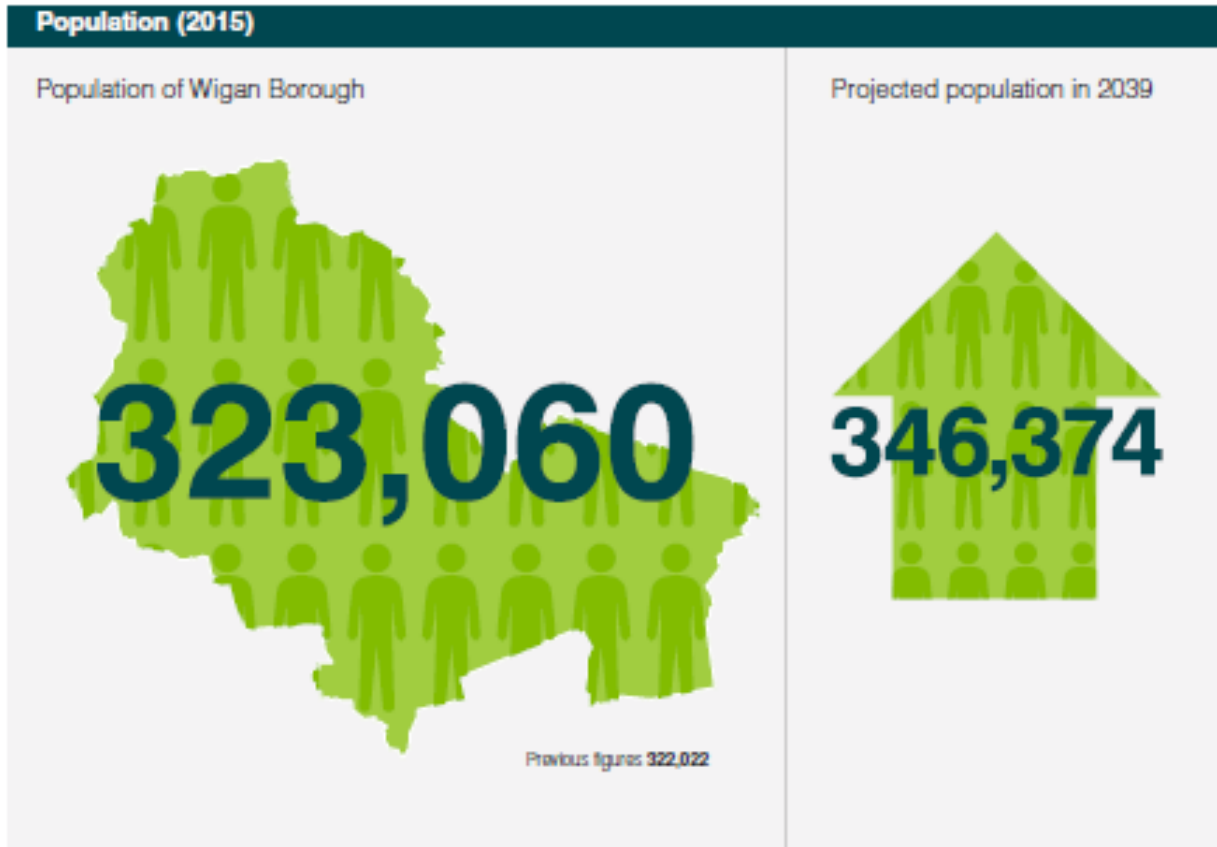 Population (2015)
Population of Wigan Borough
323,060
Previous figures 322,022
Projected population in 2039
346,374